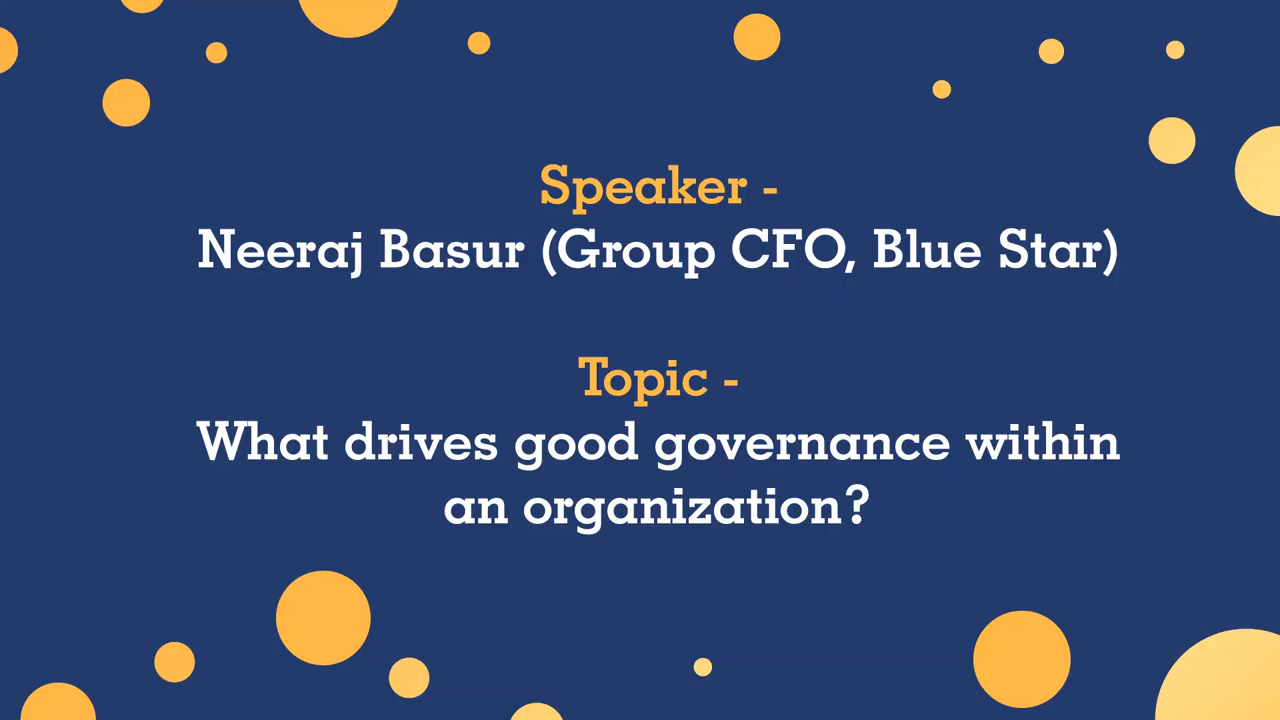 Speaker -
Neeraj Basur (Group CFO, Blue Star)
Topic -
What drives good governance within
an organization?